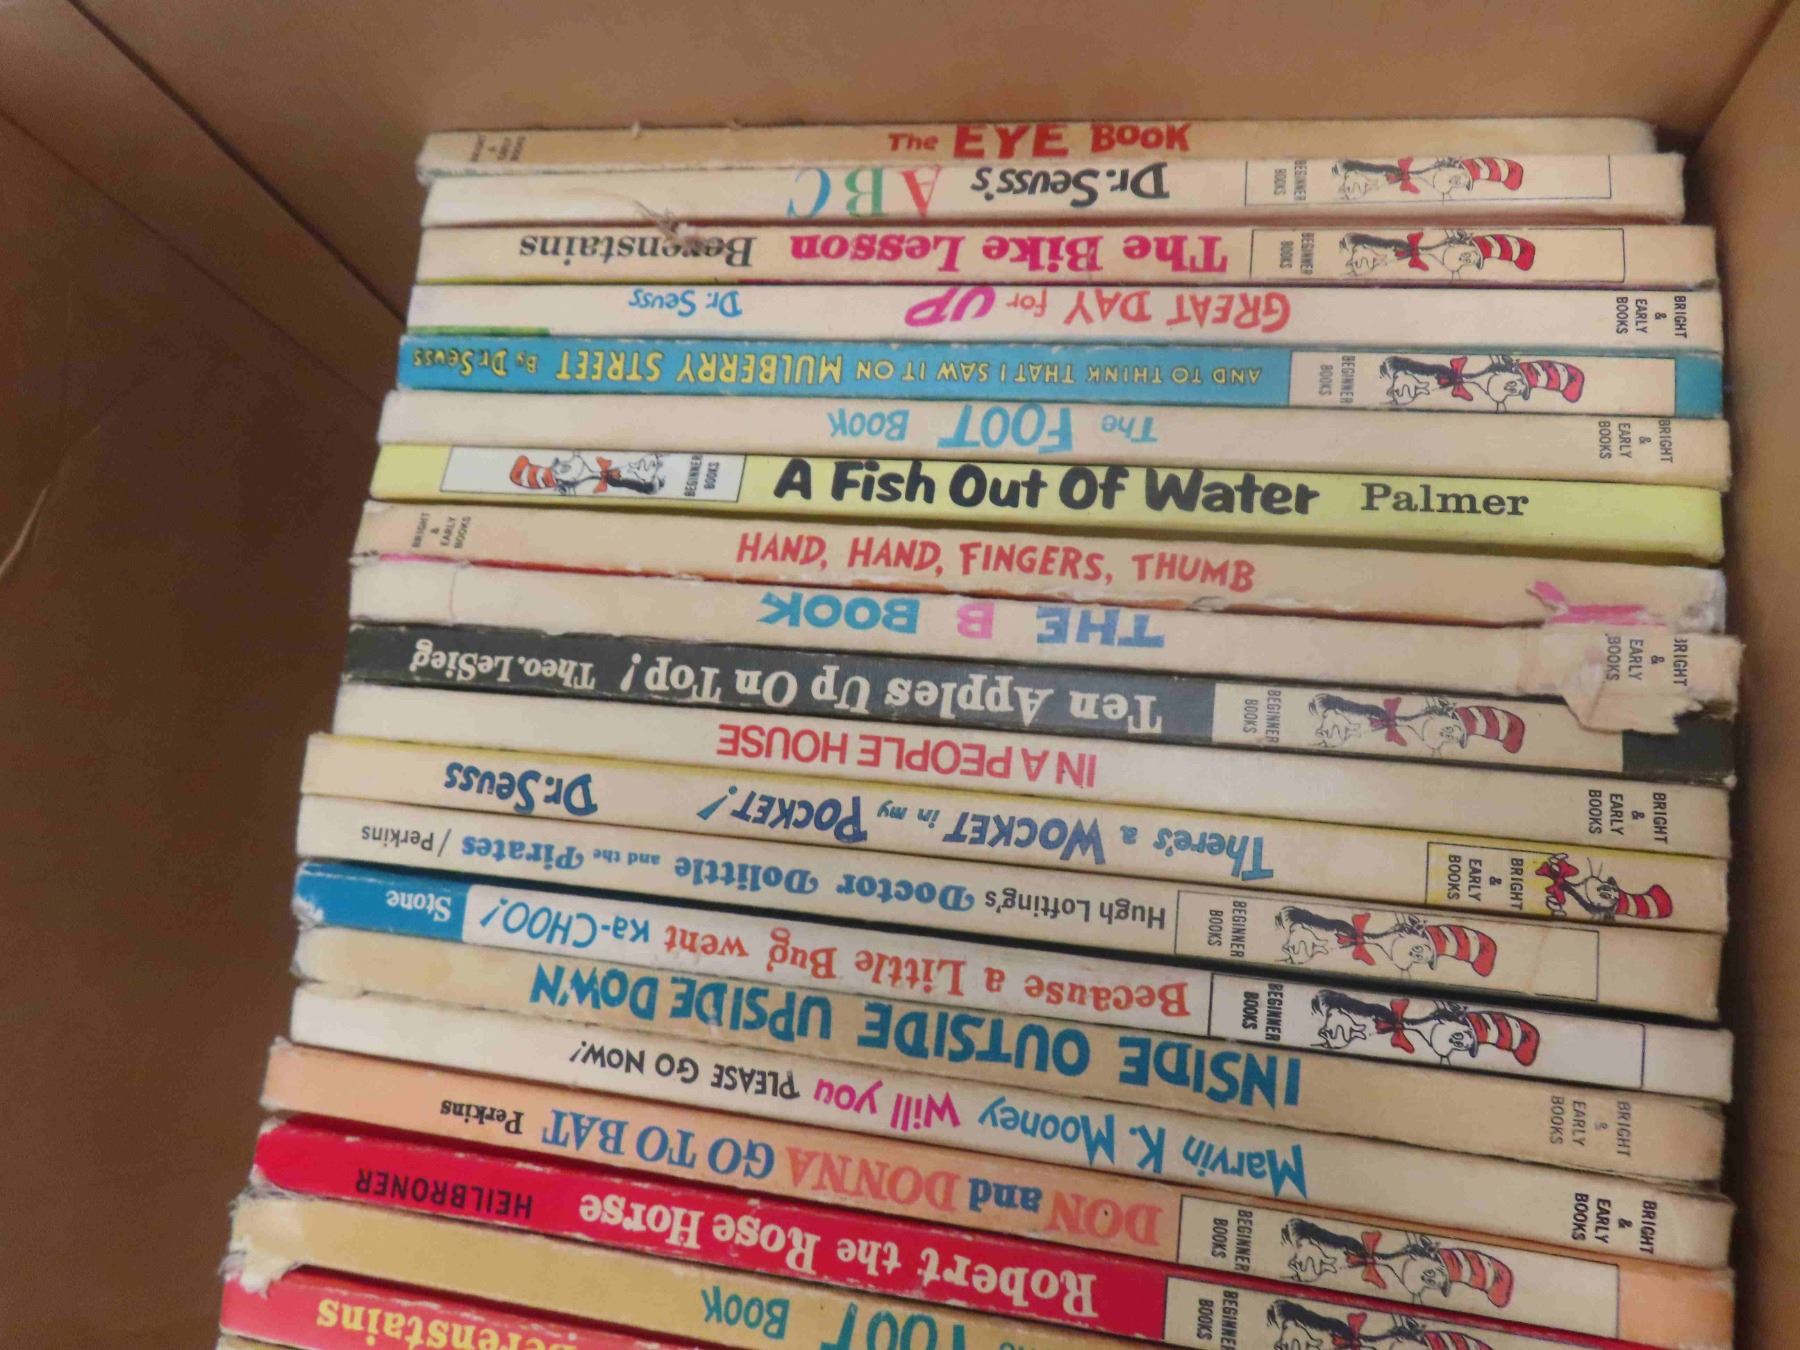 BRIGHT & EARLY BOOKS The EYE BOOK
BEGINNER BOOKS Dr. Seuss's ABC
BEGINNER BOOKS The Bike Lesson Berenstains
BRIGHT & EARLY BOOKS GREAT DAY for UP Dr. Seuss
BEGINNER BOOKS AND TO THINK THAT I SAW IT ON MULBERRY STREET By Dr. Seuss
BRIGHT & EARLY BOOKS The FOOT BOOK
BEGINNER BOOKS A Fish Out Of Water Palmer
BRIGHT & EARLY BOOKS HAND, HAND, FINGERS, THUMB
BRIGHT & EARLY BOOKS THE B BOOK
BEGINNER BOOKS Ten Apples Up On Top! Theo. LeSieg
BRIGHT & EARLY BOOKS IN A PEOPLE HOUSE
BRIGHT & EARLY BOOKS There's a WOCKET in my POCKET! Dr. Seuss
BEGINNER BOOKS Hugh Lofting's Doctor Dolittle and the Pirates / Perkins
BEGINNER BOOKS Because a Little Bug went Ka-CHOO! Stone
BRIGHT & EARLY BOOKS INSIDE OUTSIDE UPSIDE DOWN
BRIGHT & EARLY BOOKS Marvin K. Mooney Will you PLEASE GO NOW!
BEGINNER BOOKS DON and DONNA GO TO BAT Perkins
BEGINNER BOOKS Robert the Rose Horse HEILBRONER
FOOT BOOK
Berenstains